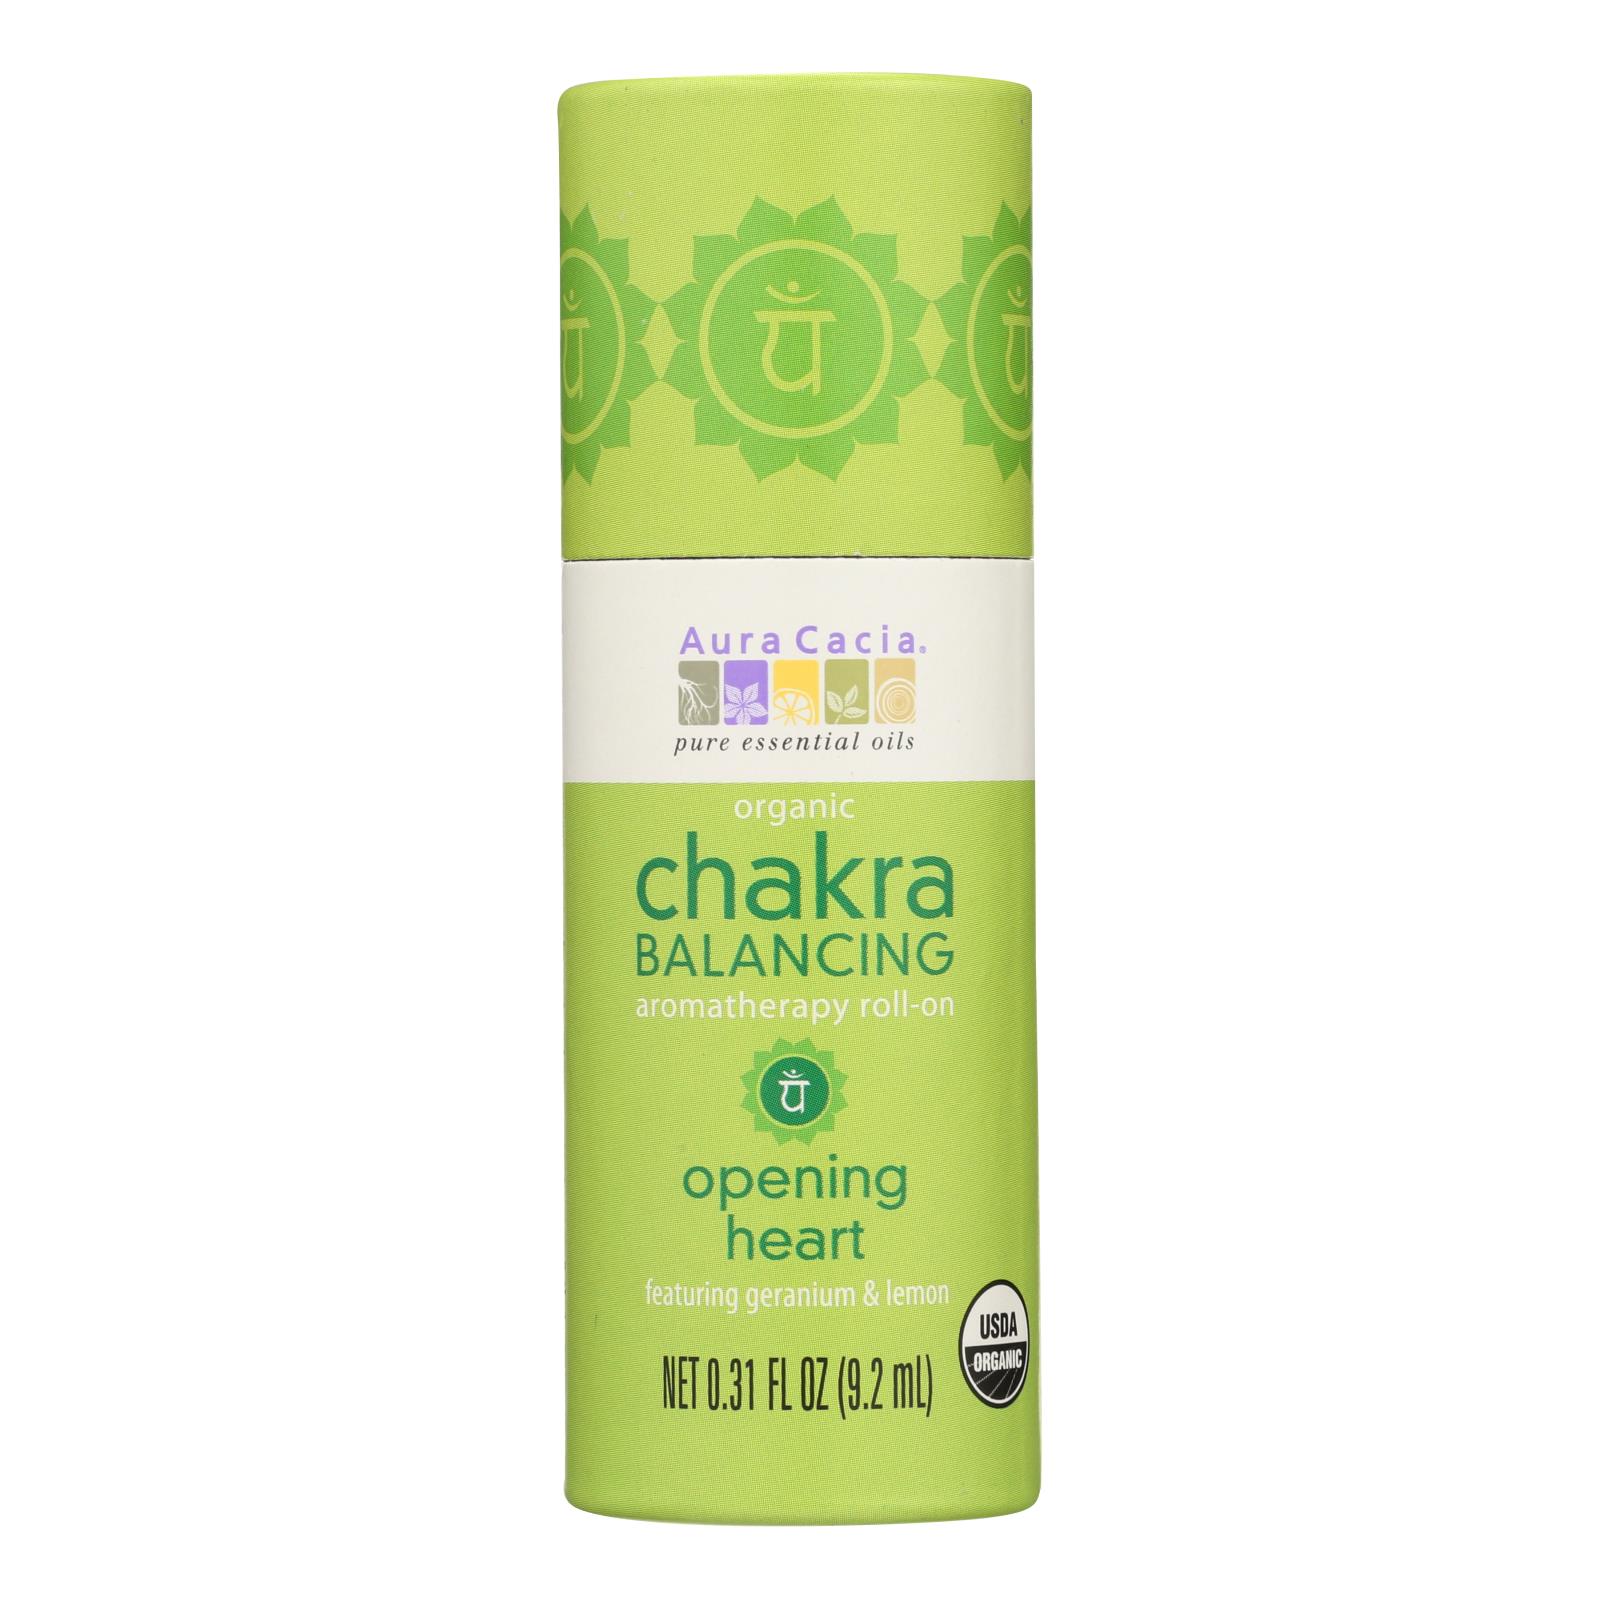 यँ
यँ
यँ
Aura Cacia®
pure essential oils
organic
chakra
BALANCING
aromatherapy roll-on
यँ
opening
heart
featuring geranium & lemon
USDA
ORGANIC
NET 0.31 FL OZ (9.2 mL)